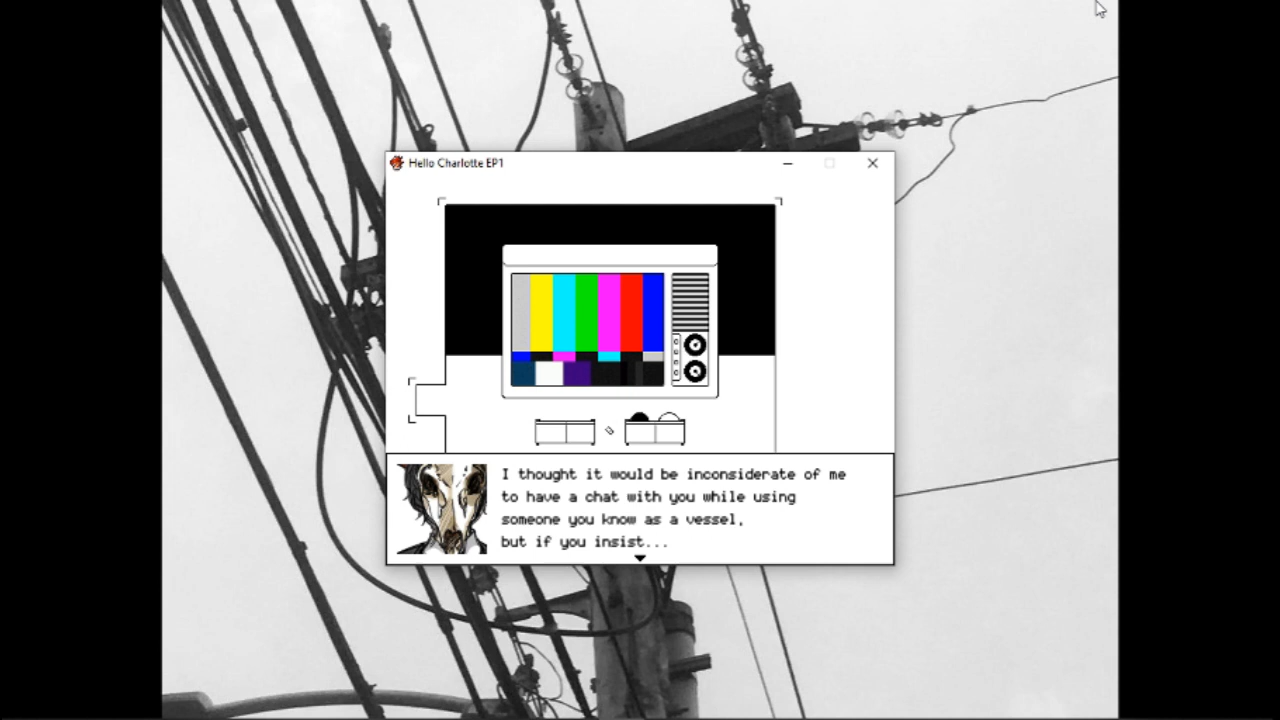 Hello Charlotte EP1
I thought it would be inconsiderate of me
to have a chat with you while using
someone you know as a vessel,
but if you insist...